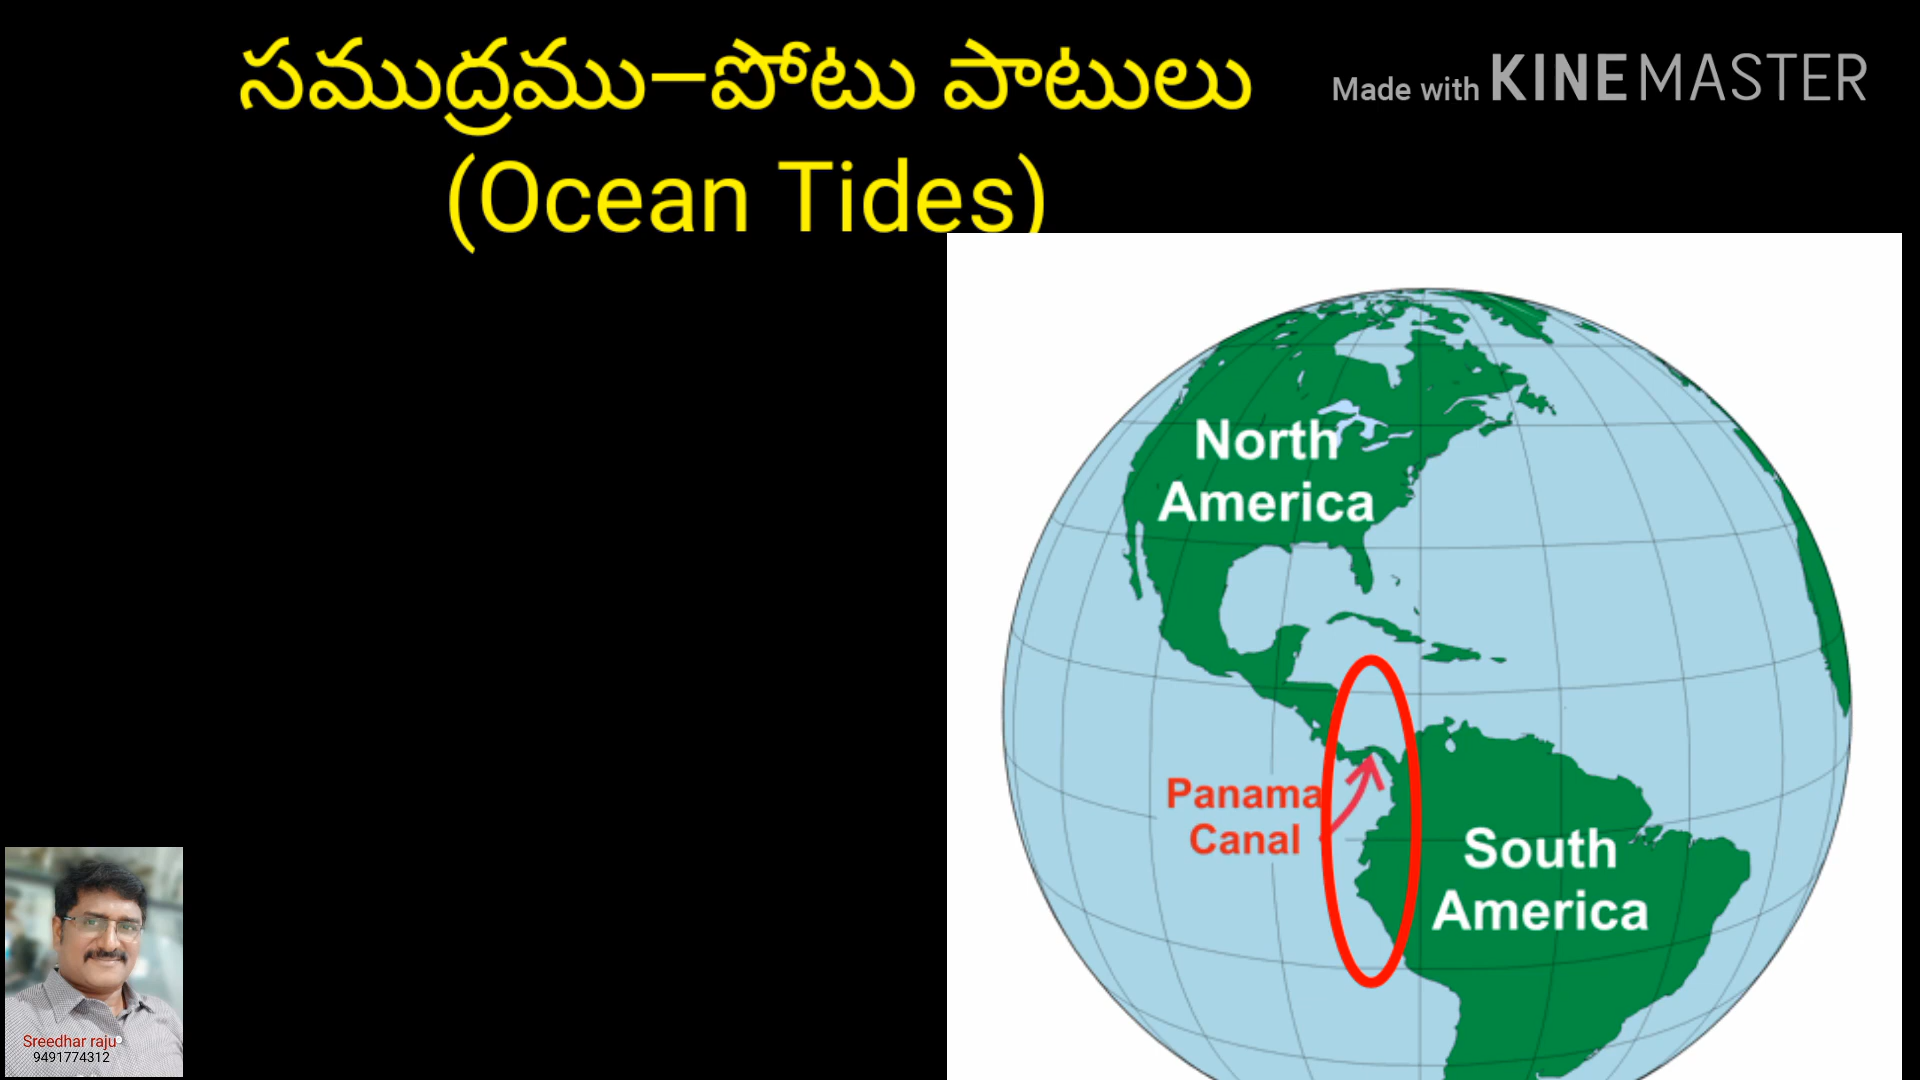 సముద్రము–పోటు పాటులు
(Ocean Tides)
Made with KINEMASTER
North
America
Panama
Canal
South
America
Sreedhar raju
9491774312